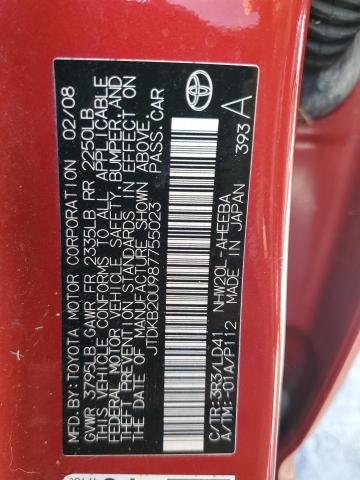 MFD.BY:TOYOTA MOTOR CORPORATION 02/08
GVWR 3795LB GAWR FR 2335LB RR 2250LB
THIS VEHICLE CONFORMS TO ALL APPLICABLE
FEDERAL MOTOR VEHICLE SAFETY, BUMPER, AND
THEFT PREVENTION STANDARDS IN EFFECT ON
THE DATE OF MANUFACTURE SHOWN ABOVE.
JTDKB20U987755023 PASS.CAR
C/TR:3R3/LD41 NHW20L-AHEEBA
A/TM:-01A/P112 MADE IN JAPAN 393 A